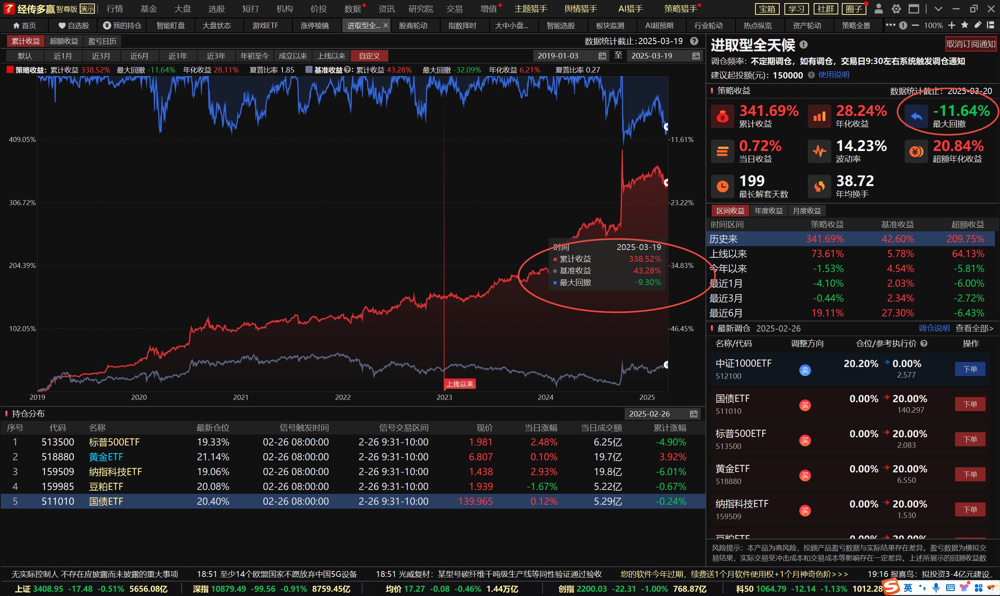 经传多赢 智尊版 演示 行情 基金 大盘 选股 短打 机构 价投 数据 资讯 研究院 交易 增值 主题猎手 舆情猎手 AI猎手 策略猎手 宝箱 学习 社群 圈子
首页 自选股 我的持仓 智能盯盘 大盘状态 游戏ETF 涨停棱镜 进取型全... 股商轮动 指数择时 大中小盘... 智能选股 板块监测 AI超预期 行业轮动 热点纵览 资产轮动 策略全景 100%
累计收益 超额收益 盈亏日历 数据统计截止:2025-03-19
默认 近1月 近3月 近6月 近1年 近3年 年初至今 成立以来 上线以来 自定义 2019-01-03 至 2025-03-19
策略收益: 累计收益 338.52% 最大回撤 -11.64% 年化收益 28.11% 夏普比率 1.85 基准收益: 累计收益 43.28% 最大回撤 -32.09% 年化收益 6.21% 夏普比率 0.27
409.05% -11.61%
306.72% -23.22%
204.39% -34.83%
102.05% -46.45%
时间 2025-03-19
累计收益 338.52%
基准收益 43.28%
最大回撤 -9.30%
上线以来
2019 2020 2021 2022 2023 2024 2025
持仓分布 2025-02-26
序号 代码 名称 最新仓位 信号触发时间 信号交易区间 现价 当日涨幅 当日成交额 累计涨幅
1 513500 标普500ETF 19.33% 02-26 08:00:00 2-26 9:31-10:00 1.981 2.48% 6.25亿 -4.90%
2 518880 黄金ETF 21.14% 02-26 08:00:00 2-26 9:31-10:00 6.807 0.10% 19.7亿 3.92%
3 159509 纳指科技ETF 19.06% 02-26 08:00:00 2-26 9:31-10:00 1.438 2.93% 19.8亿 -6.01%
4 159985 豆粕ETF 20.08% 02-26 08:00:00 2-26 9:31-10:00 1.939 -1.67% 5.22亿 -0.67%
5 511010 国债ETF 20.40% 02-26 08:00:00 2-26 9:31-10:00 139.965 0.12% 5.29亿 -0.24%
进取型全天候 取消订阅通知
调仓频率: 不定期调仓，如有调仓，交易日9:30左右系统触发调仓通知
建议起投额(元): 150000 使用说明
策略收益 数据统计截止: 2025-03-20
341.69% 28.24% -11.64%
累计收益 年化收益 最大回撤
0.72% 14.23% 20.84%
当日收益 波动率 超额年化收益
199 38.72
最长解套天数 年均换手
区间收益 年度收益 月度收益
时间区间 策略收益 基准收益 超额收益
历史来 341.69% 42.60% 209.75%
上线以来 73.61% 5.78% 64.13%
今年以来 -1.53% 4.54% -5.81%
最近1月 -4.10% 2.03% -6.00%
最近3月 -0.44% 2.34% -2.72%
最近6月 19.11% 27.30% -6.43%
最新调仓 2025-02-26 调仓说明 查看全部>
名称/代码 调整方向 仓位/参考执行价 操作
中证1000ETF 卖 20.20% 0.00% 下单
512100 2.577
国债ETF 买 0.00% 20.00% 下单
511010 140.297
标普500ETF 买 0.00% 20.00% 下单
513500 2.083
黄金ETF 买 0.00% 20.00% 下单
518880 6.550
纳指科技ETF 买 0.00% 20.00% 下单
159509 1.530
豆粕ETF 0.00% 20.00%
风险提示：本产品为高风险，投顾产品盈亏数据与实际结果存在差异。盈亏数据为模拟交
易结果，实际交易受冲击成本和交易成本等影响存在一定差异。上述所展示的回测收益数
无实际控制人 不存在应披露而未披露的重大事项 18:51 至少14个欧盟国家不愿放弃中国5G设备 18:51 光威复材：某型号碳纤维千吨级生产线等同性验证通过验收 您的软件今年过期，续费送1个月软件使用权+1个月神奇色阶>>> 19:16 报喜鸟：拟投资3-4亿元建设
上证 3408.95 -17.48 -0.51% 5656.08亿 深指 10879.49 -99.56 -0.91% 8759.45亿 均价 17.27 -0.08 -0.46% 1.44万亿 创指 2200.03 -22.31 -1.00% 768.87亿 科50 1064.79 -12.14 -1.13% 1012.28 英